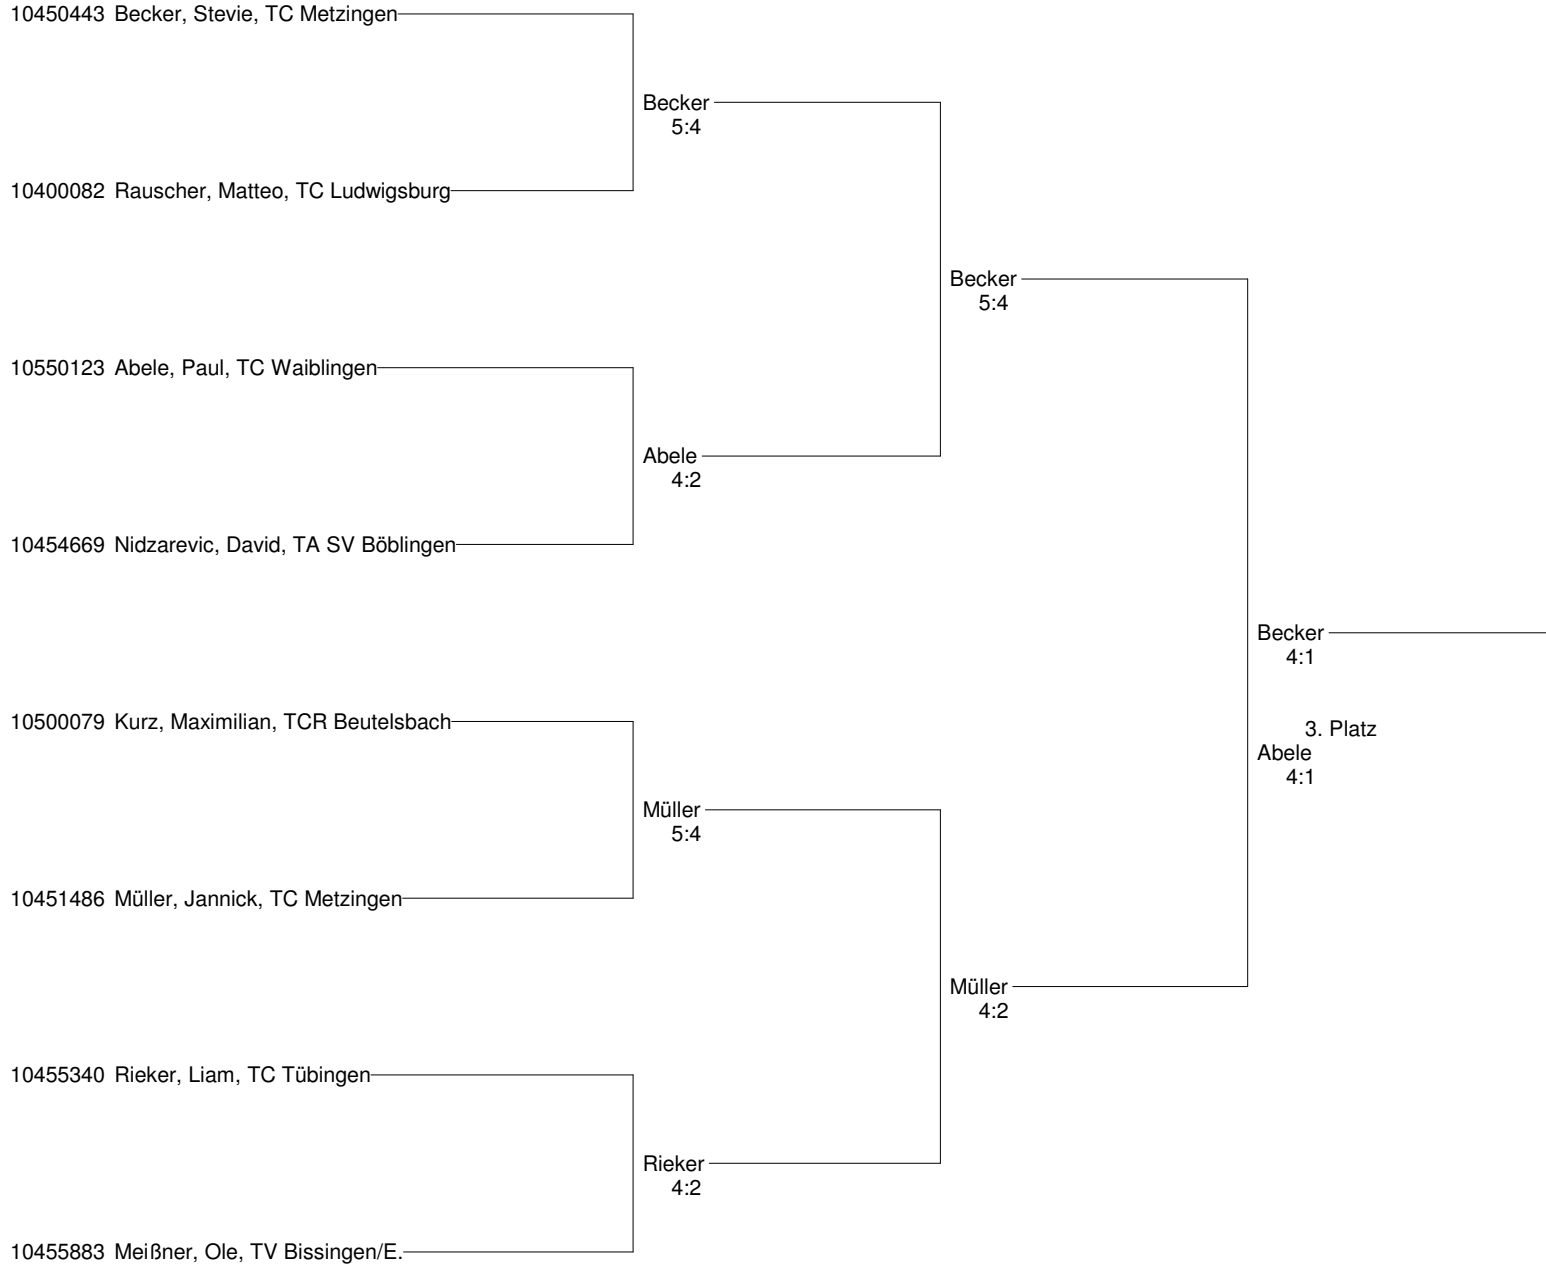 10450443 Becker, Stevie, TC Metzingen
Becker
5:4
10400082 Rauscher, Matteo, TC Ludwigsburg
Becker
5:4
10550123 Abele, Paul, TC Waiblingen
Abele
4:2
10454669 Nidzarevic, David, TA SV Böblingen
Becker
4:1
10500079 Kurz, Maximilian, TCR Beutelsbach
3. Platz
Abele
4:1
Müller
5:4
10451486 Müller, Jannick, TC Metzingen
Müller
4:2
10455340 Rieker, Liam, TC Tübingen
Rieker
4:2
10455883 Meißner, Ole, TV Bissingen/E.